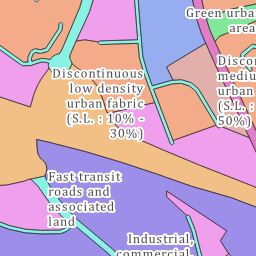 Green urba
area
Discontinuous
low density
urban fabric
(S.L. : 10% -
30%)
Discon
mediu
urban
(S.L. :
50%)
Fast transit
roads and
associated
land
Industrial,
commercial